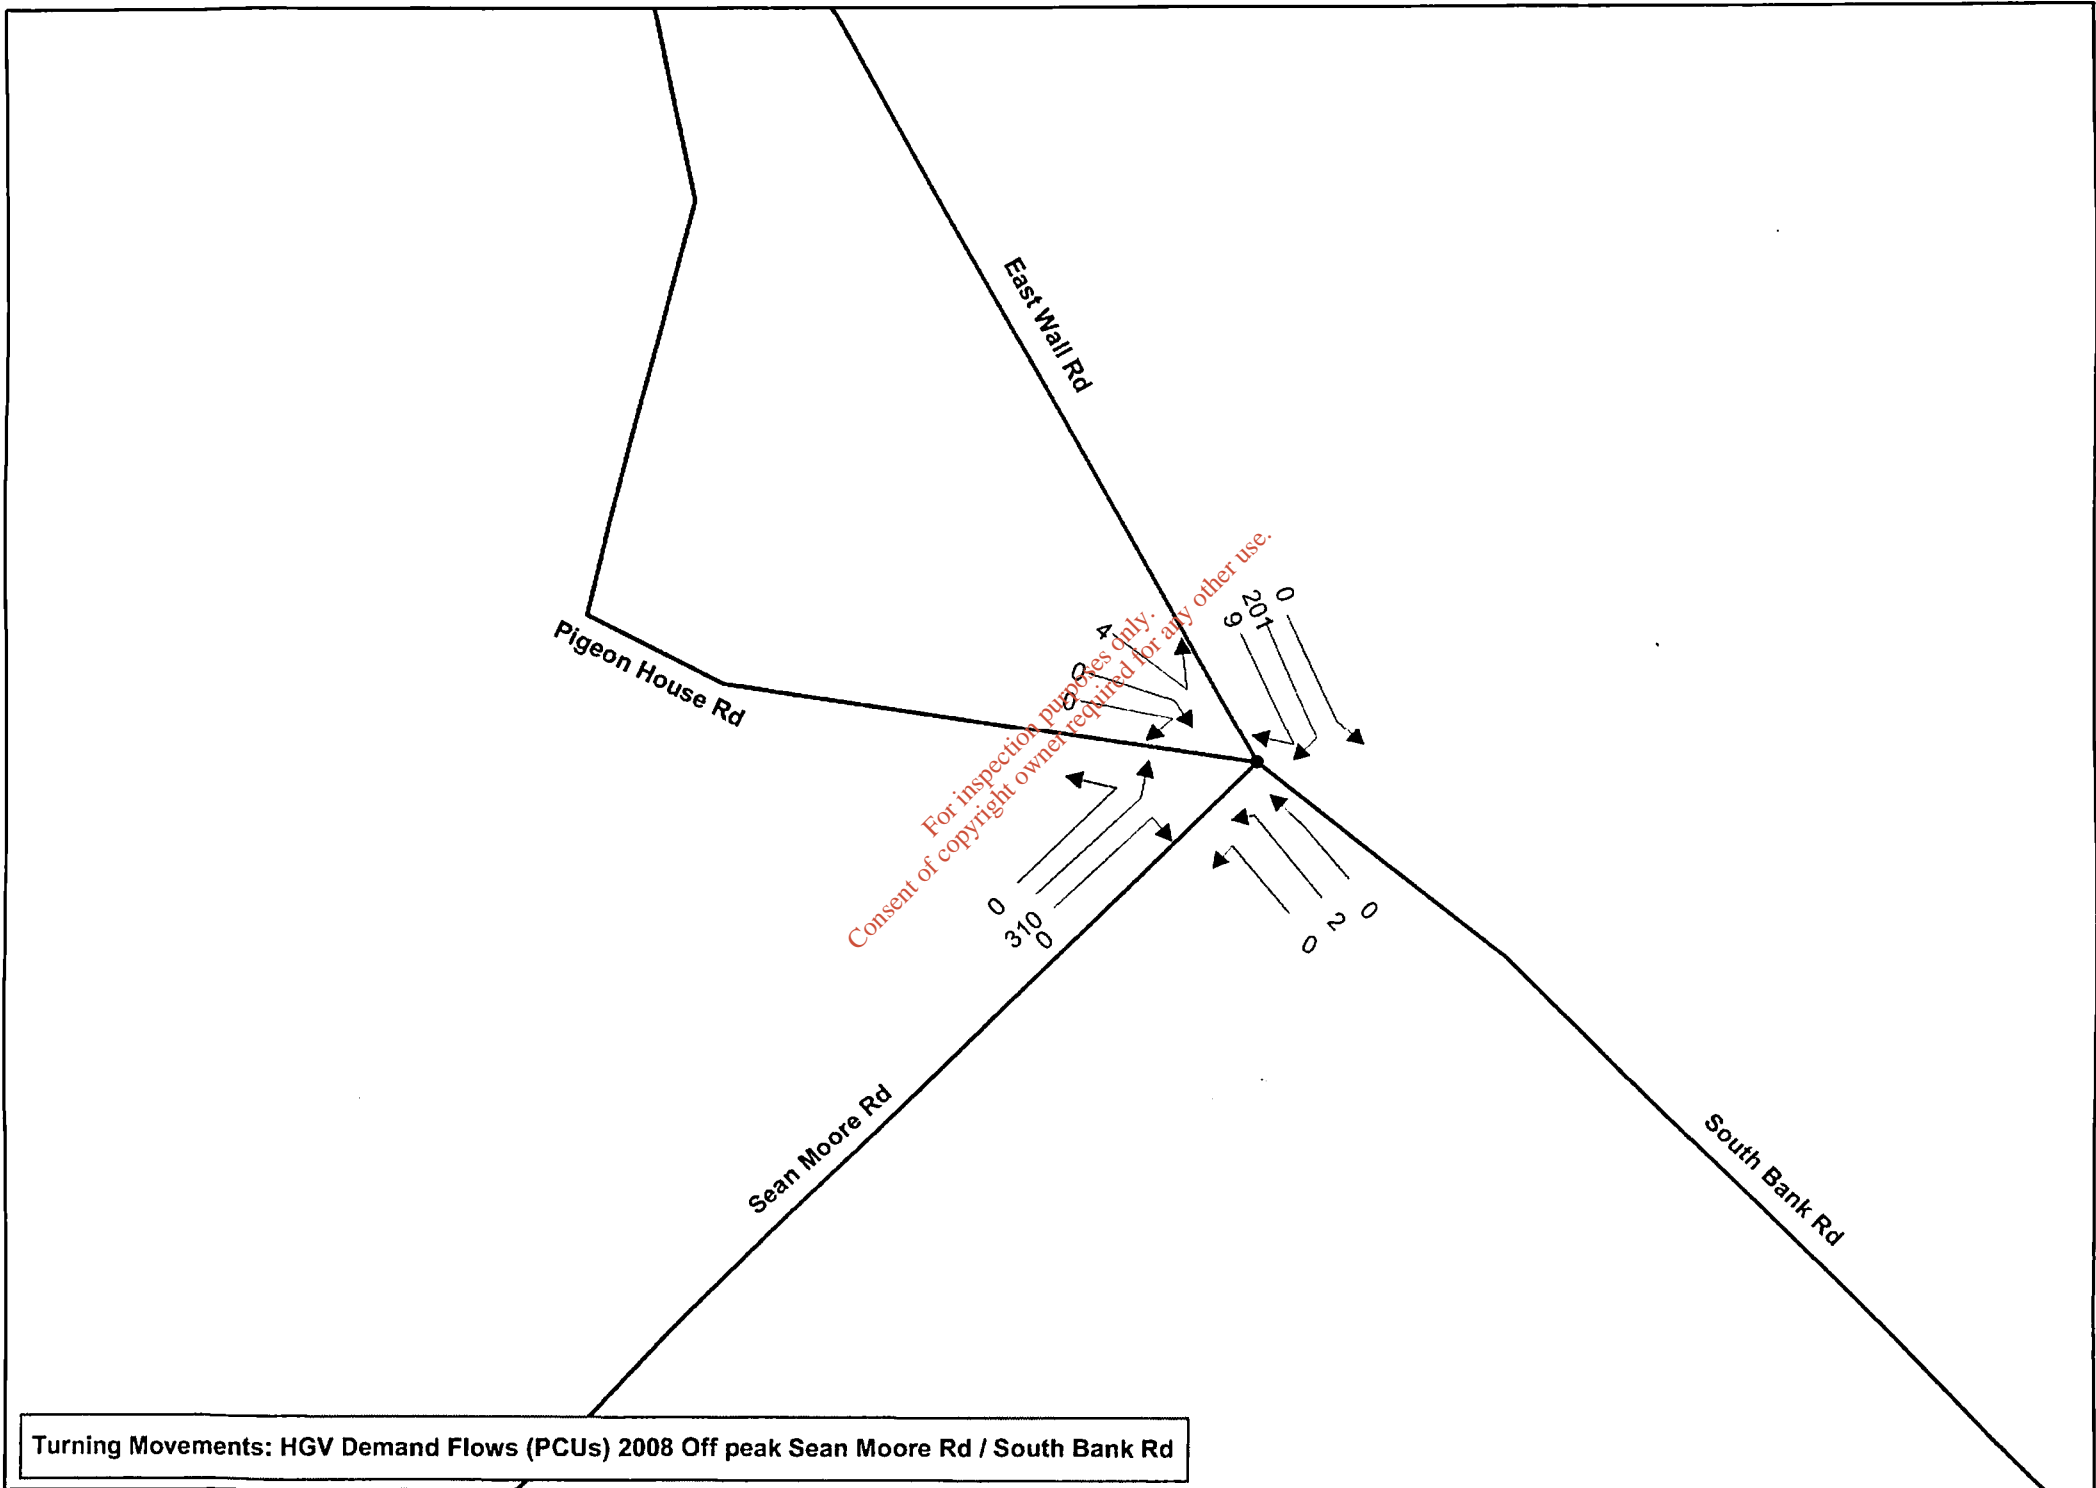 East Wall Rd
0
201
9
4
0
0
Pigeon House Rd
For inspection purposes only.
Consent of copyright owner required for any other use.
0
310
0
0
2
0
Sean Moore Rd
South Bank Rd
Turning Movements: HGV Demand Flows (PCUs) 2008 Off peak Sean Moore Rd / South Bank Rd